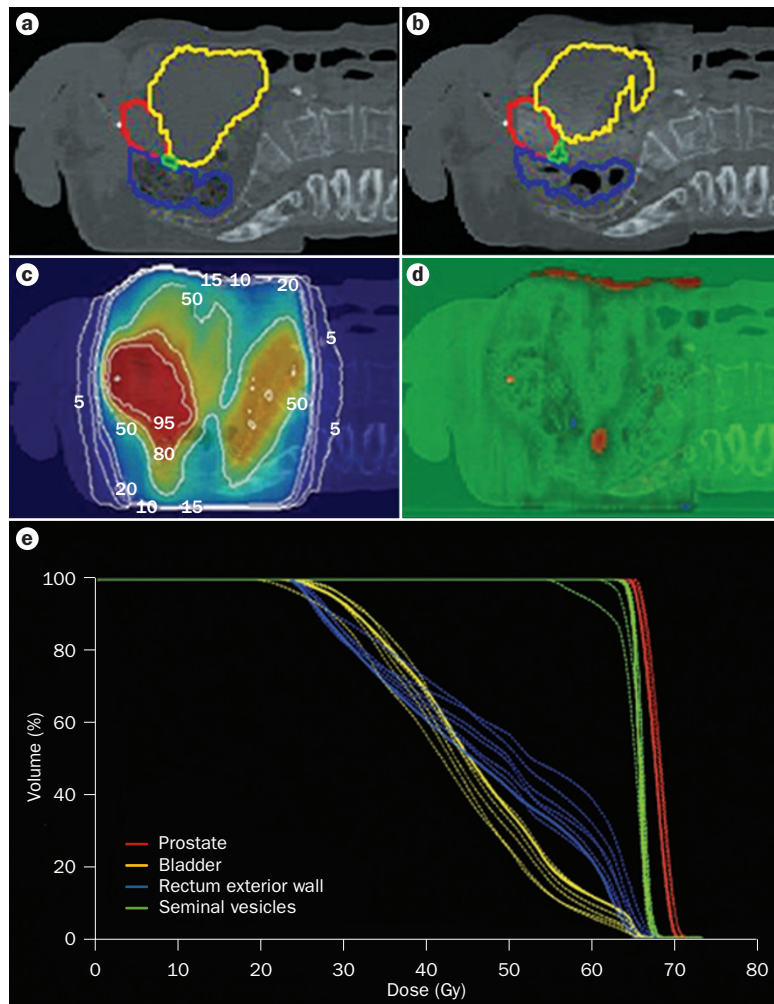 a
b
c
15 10
20
50
5
5
50
50
95
5
80
20
10
15
d
e
100
80
60
40
20
0
Volume (%)
Prostate
Bladder
Rectum exterior wall
Seminal vesicles
0 10 20 30 40 50 60 70 80
Dose (Gy)